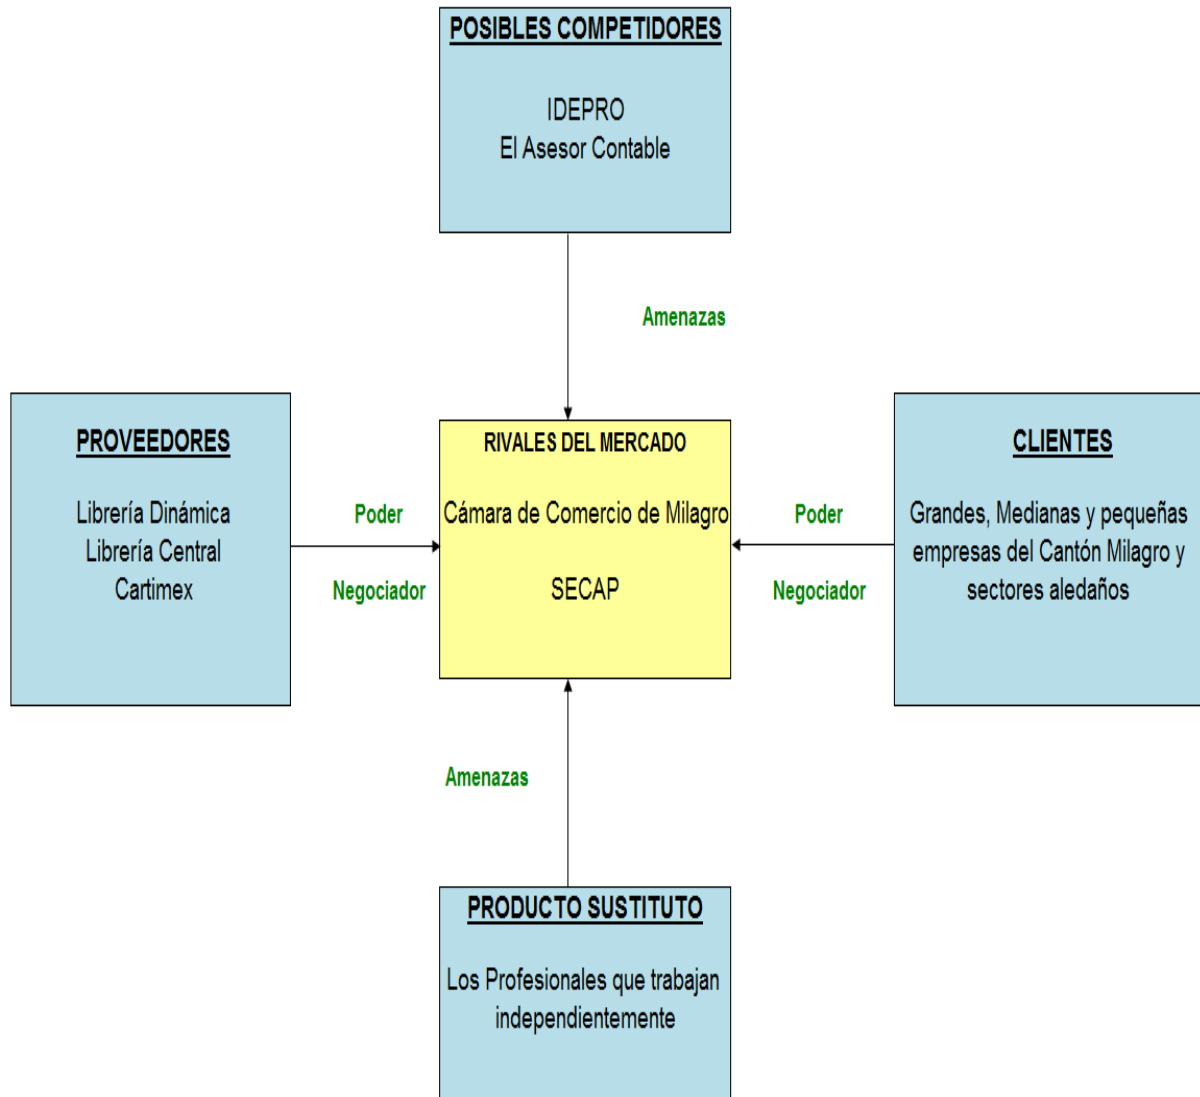 POSIBLES COMPETIDORES
IDEPRO
El Asesor Contable
Amenazas
PROVEEDORES
Librería Dinámica
Librería Central
Cartimex
Poder
Negociador
RIVALES DEL MERCADO
Cámara de Comercio de Milagro
SECAP
Poder
Negociador
CLIENTES
Grandes, Medianas y pequeñas
empresas del Cantón Milagro y
sectores aledaños
Amenazas
PRODUCTO SUSTITUTO
Los Profesionales que trabajan
independientemente